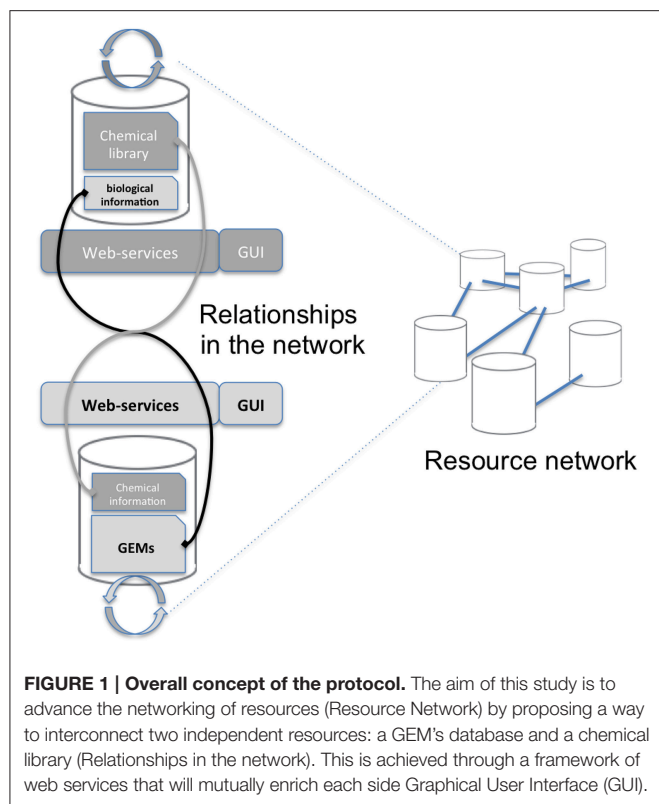 Chemical
library
biological
information
Web-services
GUI
Relationships
in the network
Web-services
GUI
Chemical
information
GEMs
Resource network
FIGURE 1 | Overall concept of the protocol. The aim of this study is to
advance the networking of resources (Resource Network) by proposing a way
to interconnect two independent resources: a GEM's database and a chemical
library (Relationships in the network). This is achieved through a framework of
web services that will mutually enrich each side Graphical User Interface (GUI).